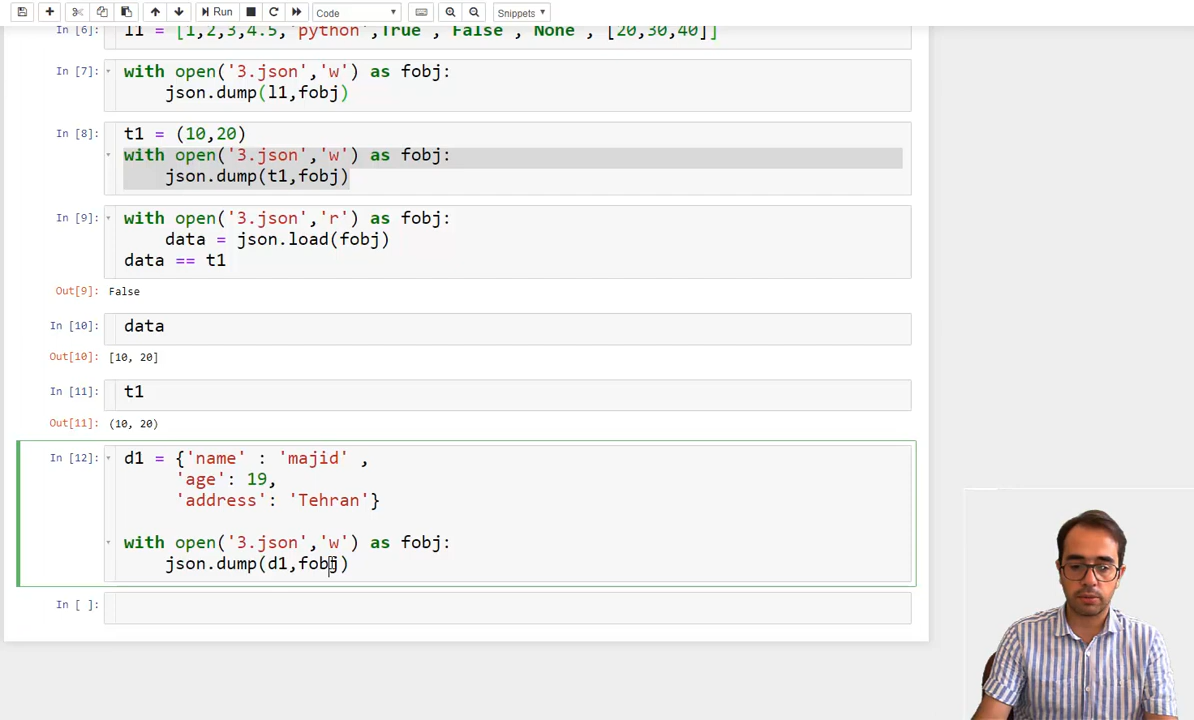 Run Code Snippets
In [6]: l1 = [1,2,3,4.5,'python',True , False , None , [20,30,40]]
In [7]: with open('3.json','w') as fobj:
json.dump(l1,fobj)
In [8]: t1 = (10,20)
with open('3.json','w') as fobj:
json.dump(t1,fobj)
In [9]: with open('3.json','r') as fobj:
data = json.load(fobj)
data == t1
Out[9]: False
In [10]: data
Out[10]: [10, 20]
In [11]: t1
Out[11]: (10, 20)
In [12]: d1 = {'name' : 'majid' ,
'age': 19,
'address': 'Tehran'}
with open('3.json','w') as fobj:
json.dump(d1,fobj)
In [ ]: